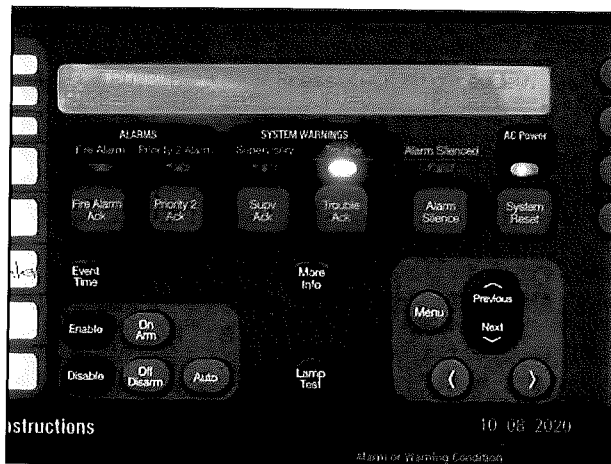 ALARMS SYSTEM WARNINGS AC Power
Fire Alarm Priority 2 Alarm Supervisory Trouble Alarm Silenced
Fire Alarm Ack Priority 2 Ack Supv Ack Trouble Ack Alarm Silence System Reset
Event Time More Info
Menu Previous
Next
Enable On Arm
Disable Off Disarm Auto Lamp Test
structions 10 08 2020
Alarm or Warning Condition